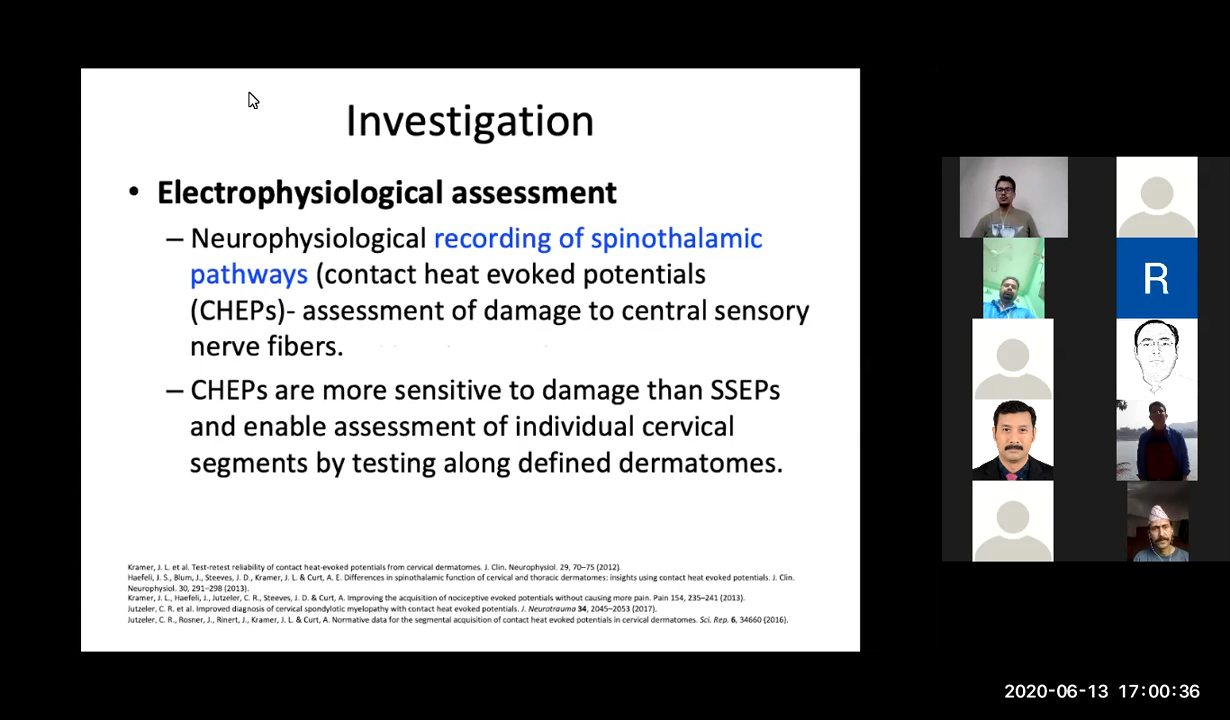 Investigation
• Electrophysiological assessment
– Neurophysiological recording of spinothalamic
pathways (contact heat evoked potentials
(CHEPs)- assessment of damage to central sensory
nerve fibers.
– CHEPs are more sensitive to damage than SSEPs
and enable assessment of individual cervical
segments by testing along defined dermatomes.
Kramer, J. L. et al. Test-retest reliability of contact heat-evoked potentials from cervical dermatomes. J. Clin. Neurophysiol. 29, 70–75 (2012).
Haefeli, J. S., Blum, J., Steeves, J. D., Kramer, J. L. & Curt, A. E. Differences in spinothalamic function of cervical and thoracic dermatomes: insights using contact heat evoked potentials. J. Clin.
Neurophysiol. 30, 291–298 (2013).
Kramer, J. L., Haefeli, J., Jutzeler, C. R., Steeves, J. D. & Curt, A. Improving the acquisition of nociceptive evoked potentials without causing more pain. Pain 154, 235–241 (2013).
Jutzeler, C. R. et al. Improved diagnosis of cervical spondylotic myelopathy with contact heat evoked potentials. J. Neurotrauma 34, 2045–2053 (2017).
Jutzeler, C. R., Rosner, J., Rinert, J., Kramer, J. L. & Curt, A. Normative data for the segmental acquisition of contact heat evoked potentials in cervical dermatomes. Sci. Rep. 6, 34660 (2016).
R
2020-06-13 17:00:36